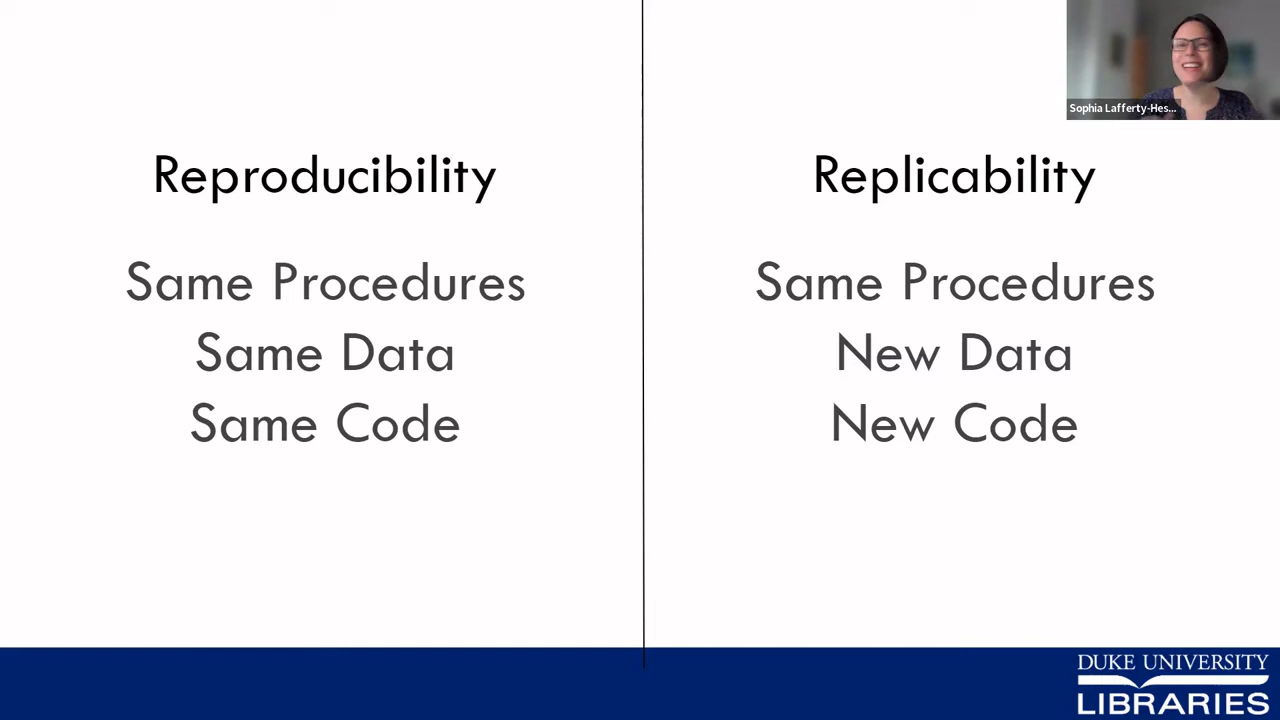 Sophia Lafferty-Hes...
Reproducibility
Same Procedures
Same Data
Same Code
Replicability
Same Procedures
New Data
New Code
DUKE UNIVERSITY
LIBRARIES